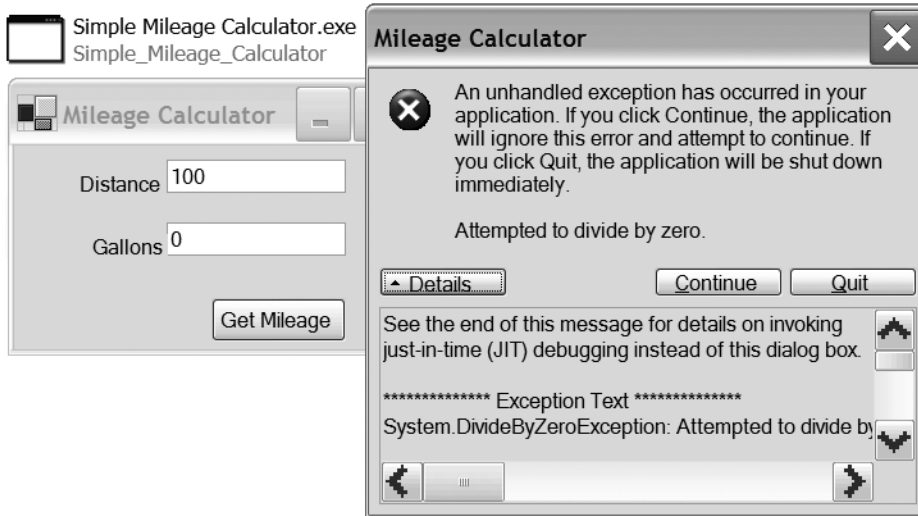 Simple Mileage Calculator.exe
Simple_Mileage_Calculator
Mileage Calculator
Distance 100
Gallons 0
Get Mileage
Mileage Calculator
An unhandled exception has occurred in your
application. If you click Continue, the application
will ignore this error and attempt to continue. If
you click Quit, the application will be shut down
immediately.
Attempted to divide by zero.
Details
Continue
Quit
See the end of this message for details on invoking
just-in-time (JIT) debugging instead of this dialog box.
************** Exception Text **************
System.DivideByZeroException: Attempted to divide by